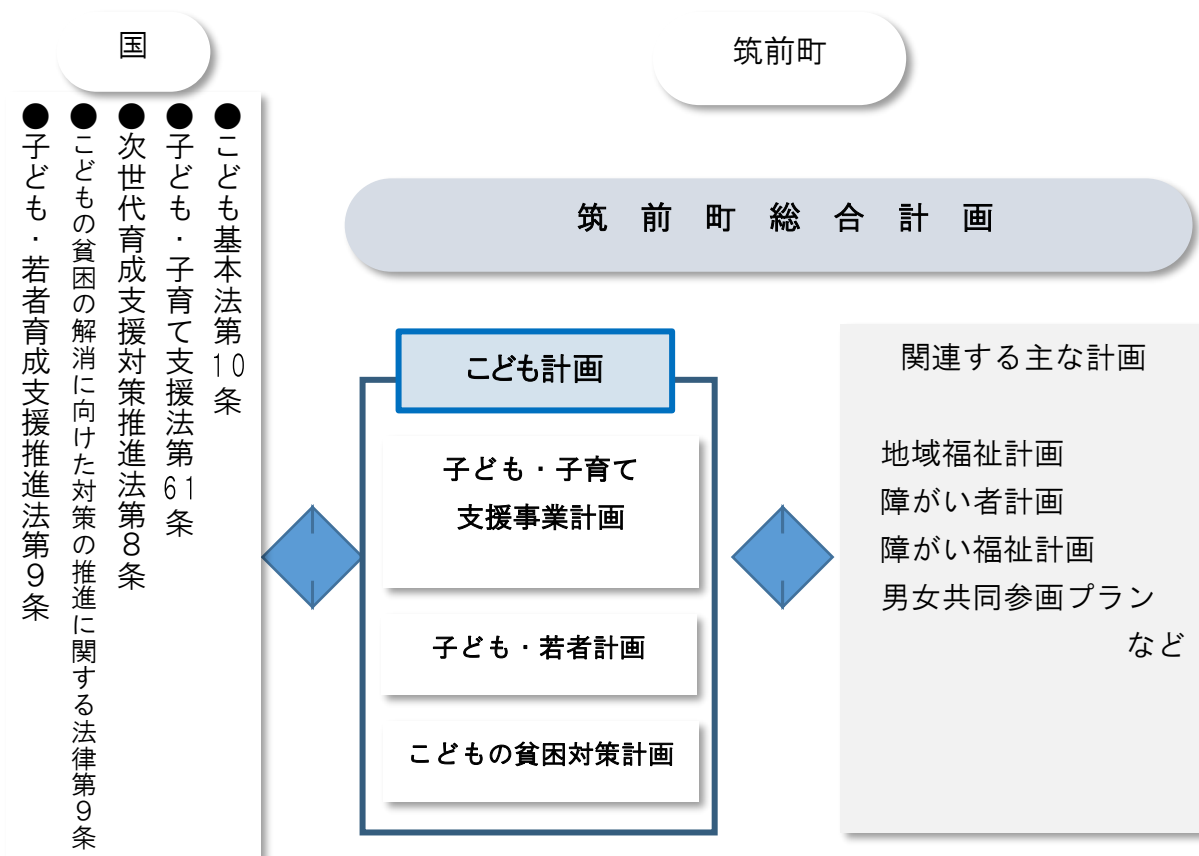 国
●こども基本法第10条
●子ども・子育て支援法第61条
●次世代育成支援対策推進法第８条
●こどもの貧困の解消に向けた対策の推進に関する法律第９条
●子ども・若者育成支援推進法第９条
筑前町
筑前町総合計画
こども計画
子ども・子育て
支援事業計画
子ども・若者計画
こどもの貧困対策計画
関連する主な計画
地域福祉計画
障がい者計画
障がい福祉計画
男女共同参画プラン
など